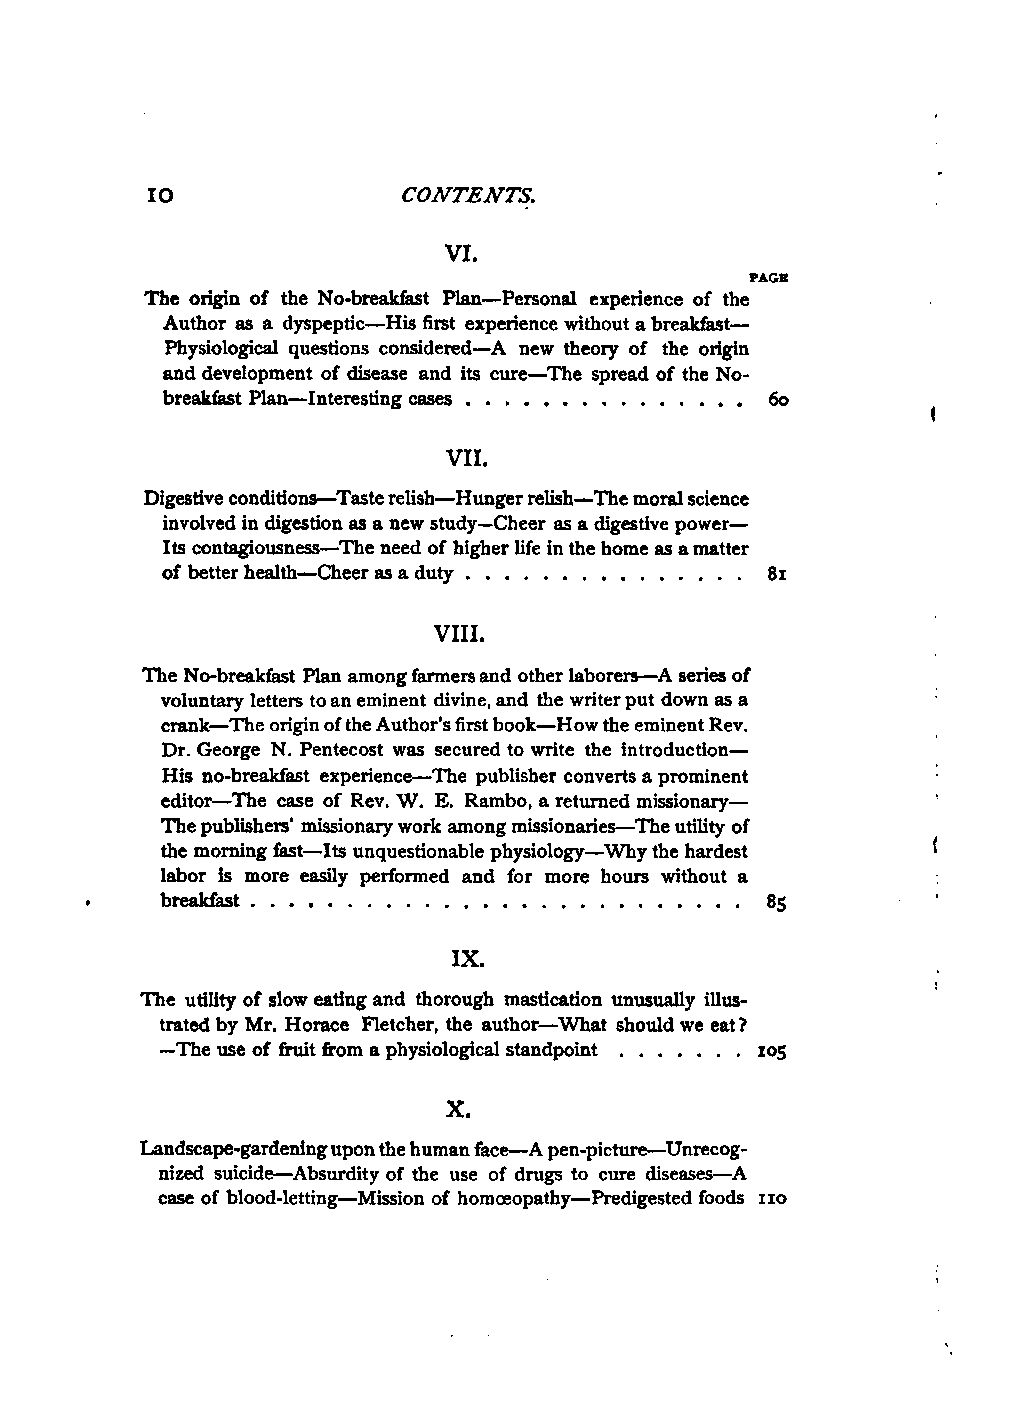 10 CONTENTS.
VI.
PAGE
The origin of the No-breakfast Plan—Personal experience of the
Author as a dyspeptic—His first experience without a breakfast—
Physiological questions considered—A new theory of the origin
and development of disease and its cure—The spread of the No-
breakfast Plan—Interesting cases . . . . . . . . . . . . . . . 60
VII.
Digestive conditions—Taste relish—Hunger relish—The moral science
involved in digestion as a new study—Cheer as a digestive power—
Its contagiousness—The need of higher life in the home as a matter
of better health—Cheer as a duty . . . . . . . . . . . . . . . 81
VIII.
The No-breakfast Plan among farmers and other laborers—A series of
voluntary letters to an eminent divine, and the writer put down as a
crank—The origin of the Author's first book—How the eminent Rev.
Dr. George N. Pentecost was secured to write the introduction—
His no-breakfast experience—The publisher converts a prominent
editor—The case of Rev. W. E. Rambo, a returned missionary—
The publishers' missionary work among missionaries—The utility of
the morning fast—Its unquestionable physiology—Why the hardest
labor is more easily performed and for more hours without a
breakfast . . . . . . . . . . . . . . . . . . . . . . . . . . 85
IX.
The utility of slow eating and thorough mastication unusually illus-
trated by Mr. Horace Fletcher, the author—What should we eat?
—The use of fruit from a physiological standpoint . . . . . . . 105
X.
Landscape-gardening upon the human face—A pen-picture—Unrecog-
nized suicide—Absurdity of the use of drugs to cure diseases—A
case of blood-letting—Mission of homœopathy—Predigested foods 110